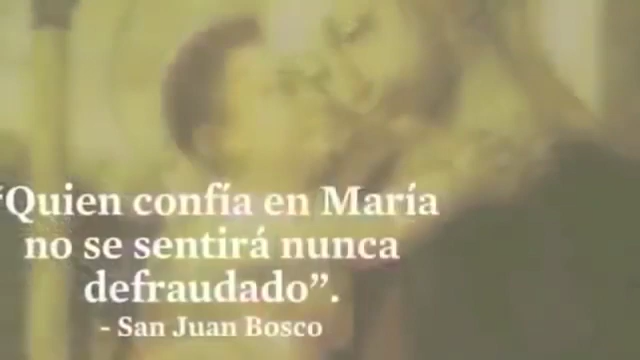 “Quien confía en María
no se sentirá nunca
defraudado”.
- San Juan Bosco